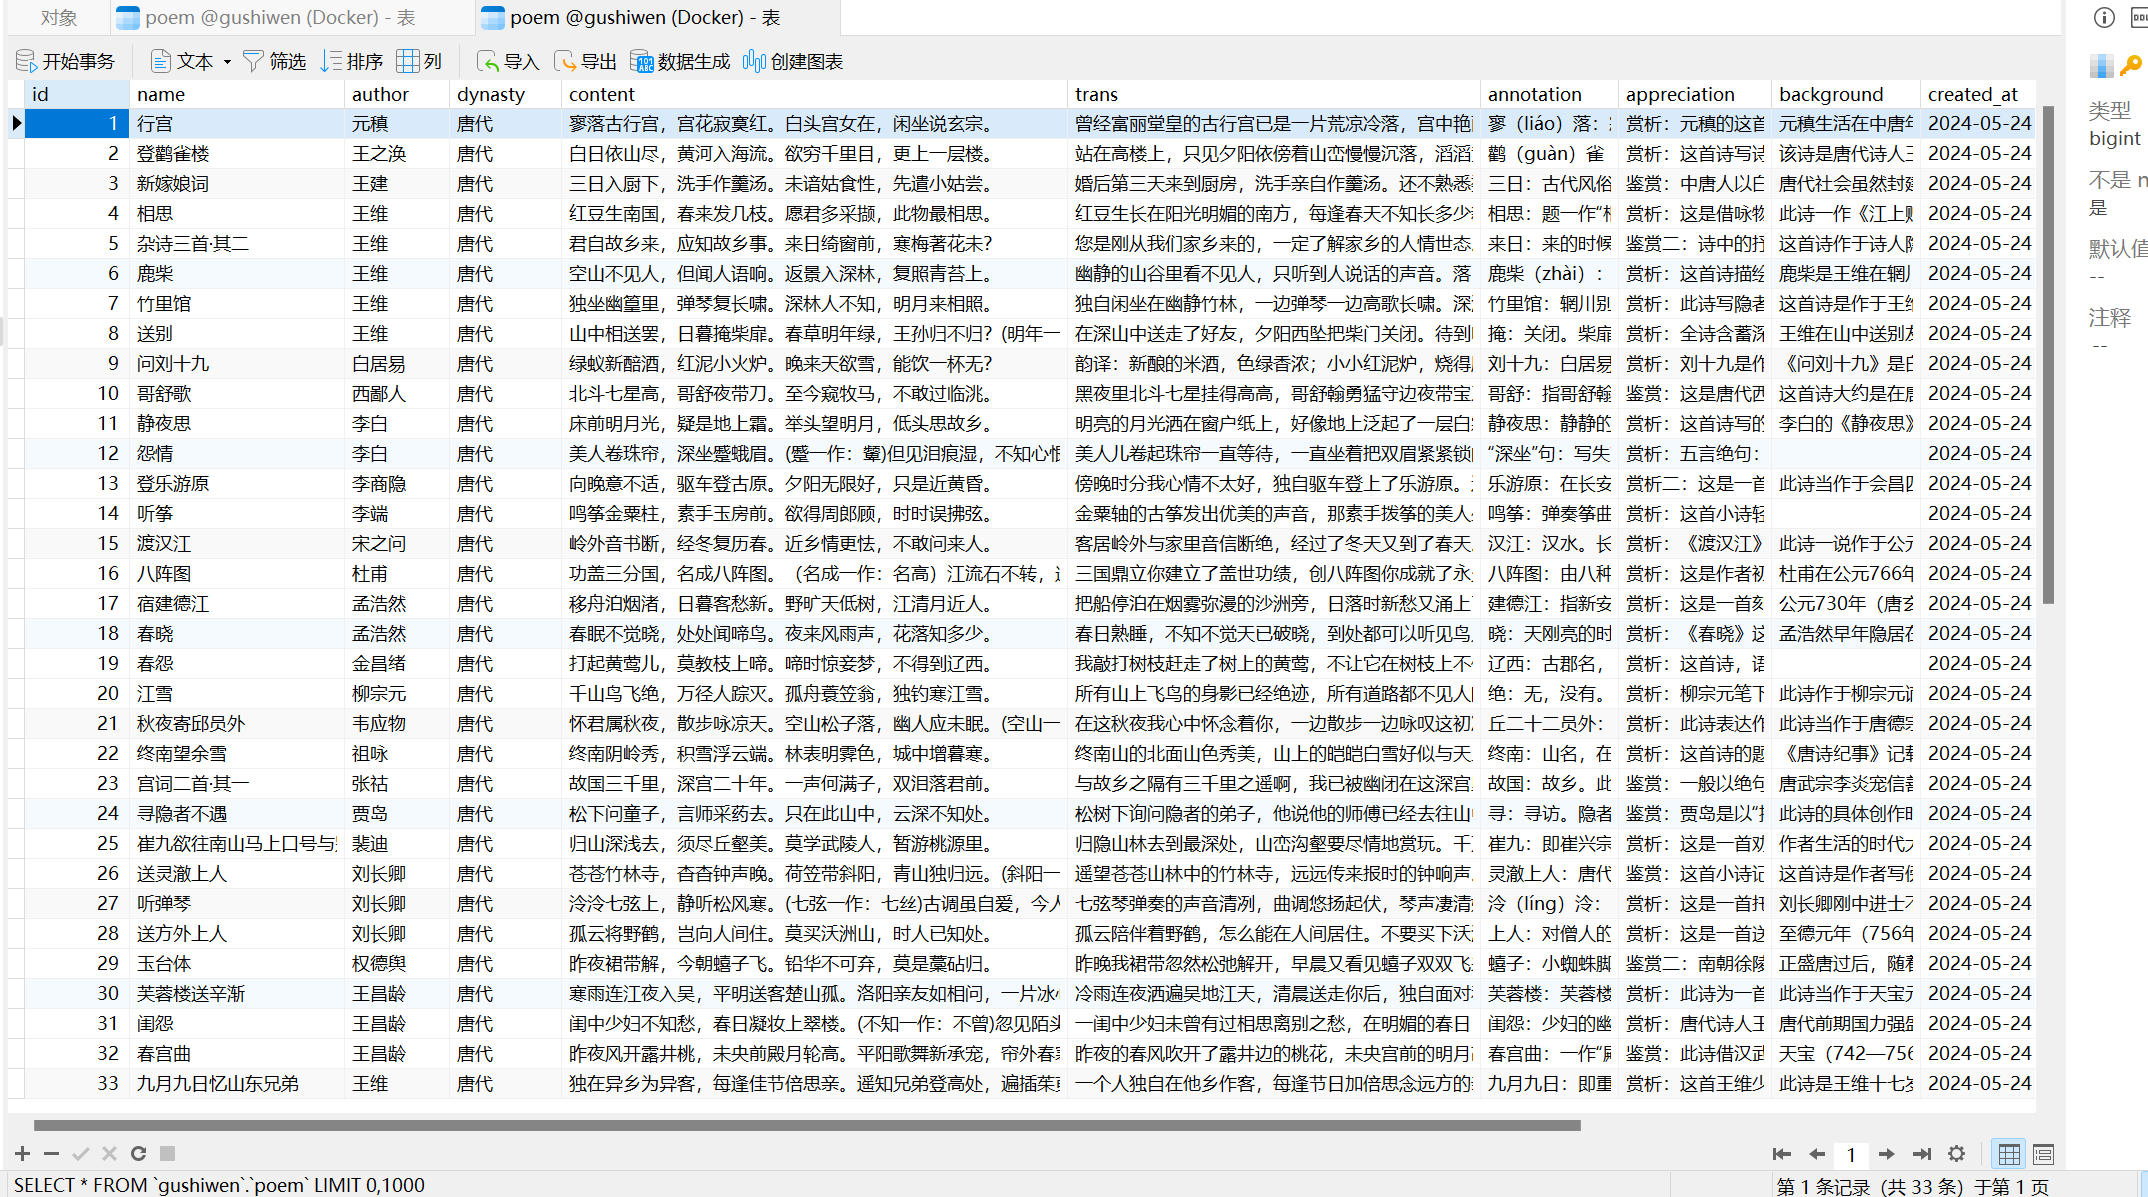 对象 poem @gushiwen (Docker) - 表 poem @gushiwen (Docker) - 表
开始事务 文本 筛选 排序 列 导入 导出 数据生成 创建图表
id name author dynasty content trans annotation appreciation background created_at
1 行宫 元稹 唐代 寥落古行宫，宫花寂寞红。白头宫女在，闲坐说玄宗。 曾经富丽堂皇的古行宫已是一片荒凉冷落，宫中艳 寥（liáo）落： 赏析：元稹的这首 元稹生活在中唐年 2024-05-24
2 登鹳雀楼 王之涣 唐代 白日依山尽，黄河入海流。欲穷千里目，更上一层楼。 站在高楼上，只见夕阳依傍着山峦慢慢沉落，滔滔 鹳（guàn）雀 赏析：这首诗写诗 该诗是唐代诗人王 2024-05-24
3 新嫁娘词 王建 唐代 三日入厨下，洗手作羹汤。未谙姑食性，先遣小姑尝。 婚后第三天来到厨房，洗手亲自作羹汤。还不熟悉 三日：古代风俗 鉴赏：中唐人以白 唐代社会虽然封建 2024-05-24
4 相思 王维 唐代 红豆生南国，春来发几枝。愿君多采撷，此物最相思。 红豆生长在阳光明媚的南方，每逢春天不知长多少 相思：题一作“相 赏析：这是借咏物 此诗一作《江上赠 2024-05-24
5 杂诗三首·其二 王维 唐代 君自故乡来，应知故乡事。来日绮窗前，寒梅著花未？ 您是刚从我们家乡来的，一定了解家乡的人情世态。 来日：来的时候 鉴赏二：诗中的抒 这首诗作于诗人隐 2024-05-24
6 鹿柴 王维 唐代 空山不见人，但闻人语响。返景入深林，复照青苔上。 幽静的山谷里看不见人，只听到人说话的声音。落 鹿柴（zhài）： 赏析：这首诗描绘 鹿柴是王维在辋川 2024-05-24
7 竹里馆 王维 唐代 独坐幽篁里，弹琴复长啸。深林人不知，明月来相照。 独自闲坐在幽静竹林，一边弹琴一边高歌长啸。深 竹里馆：辋川别 赏析：此诗写隐者 这首诗是作于王维 2024-05-24
8 送别 王维 唐代 山中相送罢，日暮掩柴扉。春草明年绿，王孙归不归？(明年一 在深山中送走了好友，夕阳西坠把柴门关闭。待到 掩：关闭。柴扉 赏析：全诗含蓄深 王维在山中送别友 2024-05-24
9 问刘十九 白居易 唐代 绿蚁新醅酒，红泥小火炉。晚来天欲雪，能饮一杯无？ 韵译：新酿的米酒，色绿香浓；小小红泥炉，烧得 刘十九：白居易 赏析：刘十九是作 《问刘十九》是白 2024-05-24
10 哥舒歌 西鄙人 唐代 北斗七星高，哥舒夜带刀。至今窥牧马，不敢过临洮。 黑夜里北斗七星挂得高高，哥舒翰勇猛守边夜带宝 哥舒：指哥舒翰 鉴赏：这是唐代西 这首诗大约是在唐 2024-05-24
11 静夜思 李白 唐代 床前明月光，疑是地上霜。举头望明月，低头思故乡。 明亮的月光洒在窗户纸上，好像地上泛起了一层白 静夜思：静静的 赏析：这首诗写的 李白的《静夜思》 2024-05-24
12 怨情 李白 唐代 美人卷珠帘，深坐蹙蛾眉。(蹙一作：颦)但见泪痕湿，不知心恨 美人儿卷起珠帘一直等待，一直坐着把双眉紧紧锁 “深坐”句：写失 赏析：五言绝句： 2024-05-24
13 登乐游原 李商隐 唐代 向晚意不适，驱车登古原。夕阳无限好，只是近黄昏。 傍晚时分我心情不太好，独自驱车登上了乐游原。 乐游原：在长安 赏析二：这是一首 此诗当作于会昌四 2024-05-24
14 听筝 李端 唐代 鸣筝金粟柱，素手玉房前。欲得周郎顾，时时误拂弦。 金粟轴的古筝发出优美的声音，那素手拨筝的美人 鸣筝：弹奏筝曲 赏析：这首小诗轻 2024-05-24
15 渡汉江 宋之问 唐代 岭外音书断，经冬复历春。近乡情更怯，不敢问来人。 客居岭外与家里音信断绝，经过了冬天又到了春天。 汉江：汉水。长 赏析：《渡汉江》 此诗一说作于公元 2024-05-24
16 八阵图 杜甫 唐代 功盖三分国，名成八阵图。（名成一作：名高）江流石不转， 三国鼎立你建立了盖世功绩，创八阵图你成就了永 八阵图：由八种 赏析：这是作者初 杜甫在公元766年 2024-05-24
17 宿建德江 孟浩然 唐代 移舟泊烟渚，日暮客愁新。野旷天低树，江清月近人。 把船停泊在烟雾弥漫的沙洲旁，日落时新愁又涌上 建德江：指新安 赏析：这是一首刻 公元730年（唐玄 2024-05-24
18 春晓 孟浩然 唐代 春眠不觉晓，处处闻啼鸟。夜来风雨声，花落知多少。 春日熟睡，不知不觉天已破晓，到处都可以听见鸟 晓：天刚亮的时 赏析：《春晓》这 孟浩然早年隐居在 2024-05-24
19 春怨 金昌绪 唐代 打起黄莺儿，莫教枝上啼。啼时惊妾梦，不得到辽西。 我敲打树枝赶走了树上的黄莺，不让它在树枝上不 辽西：古郡名， 赏析：这首诗，语 2024-05-24
20 江雪 柳宗元 唐代 千山鸟飞绝，万径人踪灭。孤舟蓑笠翁，独钓寒江雪。 所有山上飞鸟的身影已经绝迹，所有道路都不见人 绝：无，没有。 赏析：柳宗元笔下 此诗作于柳宗元谪 2024-05-24
21 秋夜寄邱员外 韦应物 唐代 怀君属秋夜，散步咏凉天。空山松子落，幽人应未眠。(空山一 在这秋夜我心中怀念着你，一边散步一边咏叹这初 丘二十二员外： 赏析：此诗表达作 此诗当作于唐德宗 2024-05-24
22 终南望余雪 祖咏 唐代 终南阴岭秀，积雪浮云端。林表明霁色，城中增暮寒。 终南山的北面山色秀美，山上的皑皑白雪好似与天 终南：山名，在 赏析：这首诗的题 《唐诗纪事》记载 2024-05-24
23 宫词二首·其一 张祜 唐代 故国三千里，深宫二十年。一声何满子，双泪落君前。 与故乡之隔有三千里之遥啊，我已被幽闭在这深宫 故国：故乡。此 鉴赏：一般以绝句 唐武宗李炎宠信善 2024-05-24
24 寻隐者不遇 贾岛 唐代 松下问童子，言师采药去。只在此山中，云深不知处。 松树下询问隐者的弟子，他说他的师傅已经去往山 寻：寻访。隐者 鉴赏：贾岛是以“推 此诗的具体创作时 2024-05-24
25 崔九欲往南山马上口号与 裴迪 唐代 归山深浅去，须尽丘壑美。莫学武陵人，暂游桃源里。 归隐山林去到最深处，山峦沟壑要尽情地赏玩。千 崔九：即崔兴宗 赏析：这是一首劝 作者生活的时代大 2024-05-24
26 送灵澈上人 刘长卿 唐代 苍苍竹林寺，杳杳钟声晚。荷笠带斜阳，青山独归远。(斜阳一 遥望苍苍山林中的竹林寺，远远传来报时的钟响声。 灵澈上人：唐代 鉴赏：这首小诗记 这首诗是作者写傍 2024-05-24
27 听弹琴 刘长卿 唐代 泠泠七弦上，静听松风寒。(七弦一作：七丝)古调虽自爱，今人 七弦琴弹奏的声音清冽，曲调悠扬起伏，琴声凄清 泠（líng）泠： 赏析：这是一首托 刘长卿刚中进士不 2024-05-24
28 送方外上人 刘长卿 唐代 孤云将野鹤，岂向人间住。莫买沃洲山，时人已知处。 孤云陪伴着野鹤，怎么能在人间居住。不要买下沃 上人：对僧人的 赏析：这是一首送 至德元年（756年 2024-05-24
29 玉台体 权德舆 唐代 昨夜裙带解，今朝蟢子飞。铅华不可弃，莫是藁砧归。 昨晚我裙带忽然松弛解开，早晨又看见蟢子双双飞 蟢子：小蜘蛛脚 鉴赏二：南朝徐陵 正盛唐过后，随着 2024-05-24
30 芙蓉楼送辛渐 王昌龄 唐代 寒雨连江夜入吴，平明送客楚山孤。洛阳亲友如相问，一片冰心 冷雨连夜洒遍吴地江天，清晨送走你后，独自面对 芙蓉楼：芙蓉楼 赏析：此诗为一首 此诗当作于天宝元 2024-05-24
31 闺怨 王昌龄 唐代 闺中少妇不知愁，春日凝妆上翠楼。(不知一作：不曾)忽见陌头 一闺中少妇未曾有过相思离别之愁，在明媚的春日 闺怨：少妇的幽 赏析：唐代诗人王 唐代前期国力强盛 2024-05-24
32 春宫曲 王昌龄 唐代 昨夜风开露井桃，未央前殿月轮高。平阳歌舞新承宠，帘外春寒 昨夜的春风吹开了露井边的桃花，未央宫前的明月 春宫曲：一作“殿 鉴赏：此诗借汉武 天宝（742—756 2024-05-24
33 九月九日忆山东兄弟 王维 唐代 独在异乡为异客，每逢佳节倍思亲。遥知兄弟登高处，遍插茱萸 一个人独自在他乡作客，每逢节日加倍思念远方的 九月九日：即重 赏析：这首王维少 此诗是王维十七岁 2024-05-24
类型
bigint
不是 n
是
默认值
--
注释
--
1
SELECT * FROM `gushiwen`.`poem` LIMIT 0,1000 第 1 条记录（共 33 条）于第 1 页